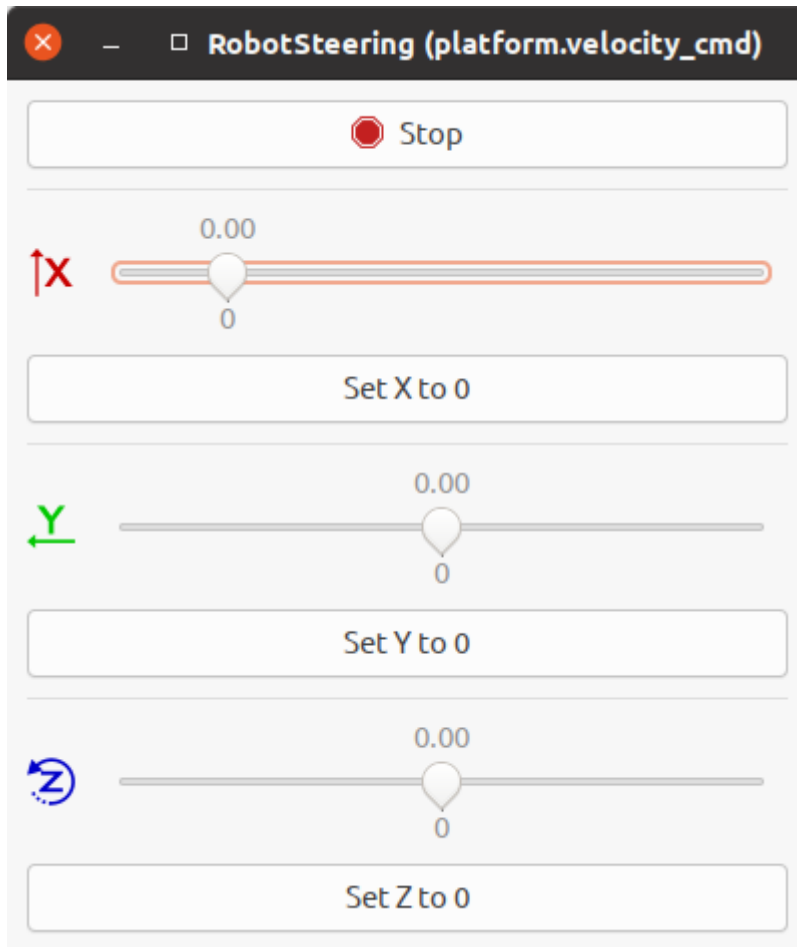 RobotSteering (platform.velocity_cmd)
Stop
0.00
X
0
Set X to 0
0.00
Y
0
Set Y to 0
0.00
Z
0
Set Z to 0